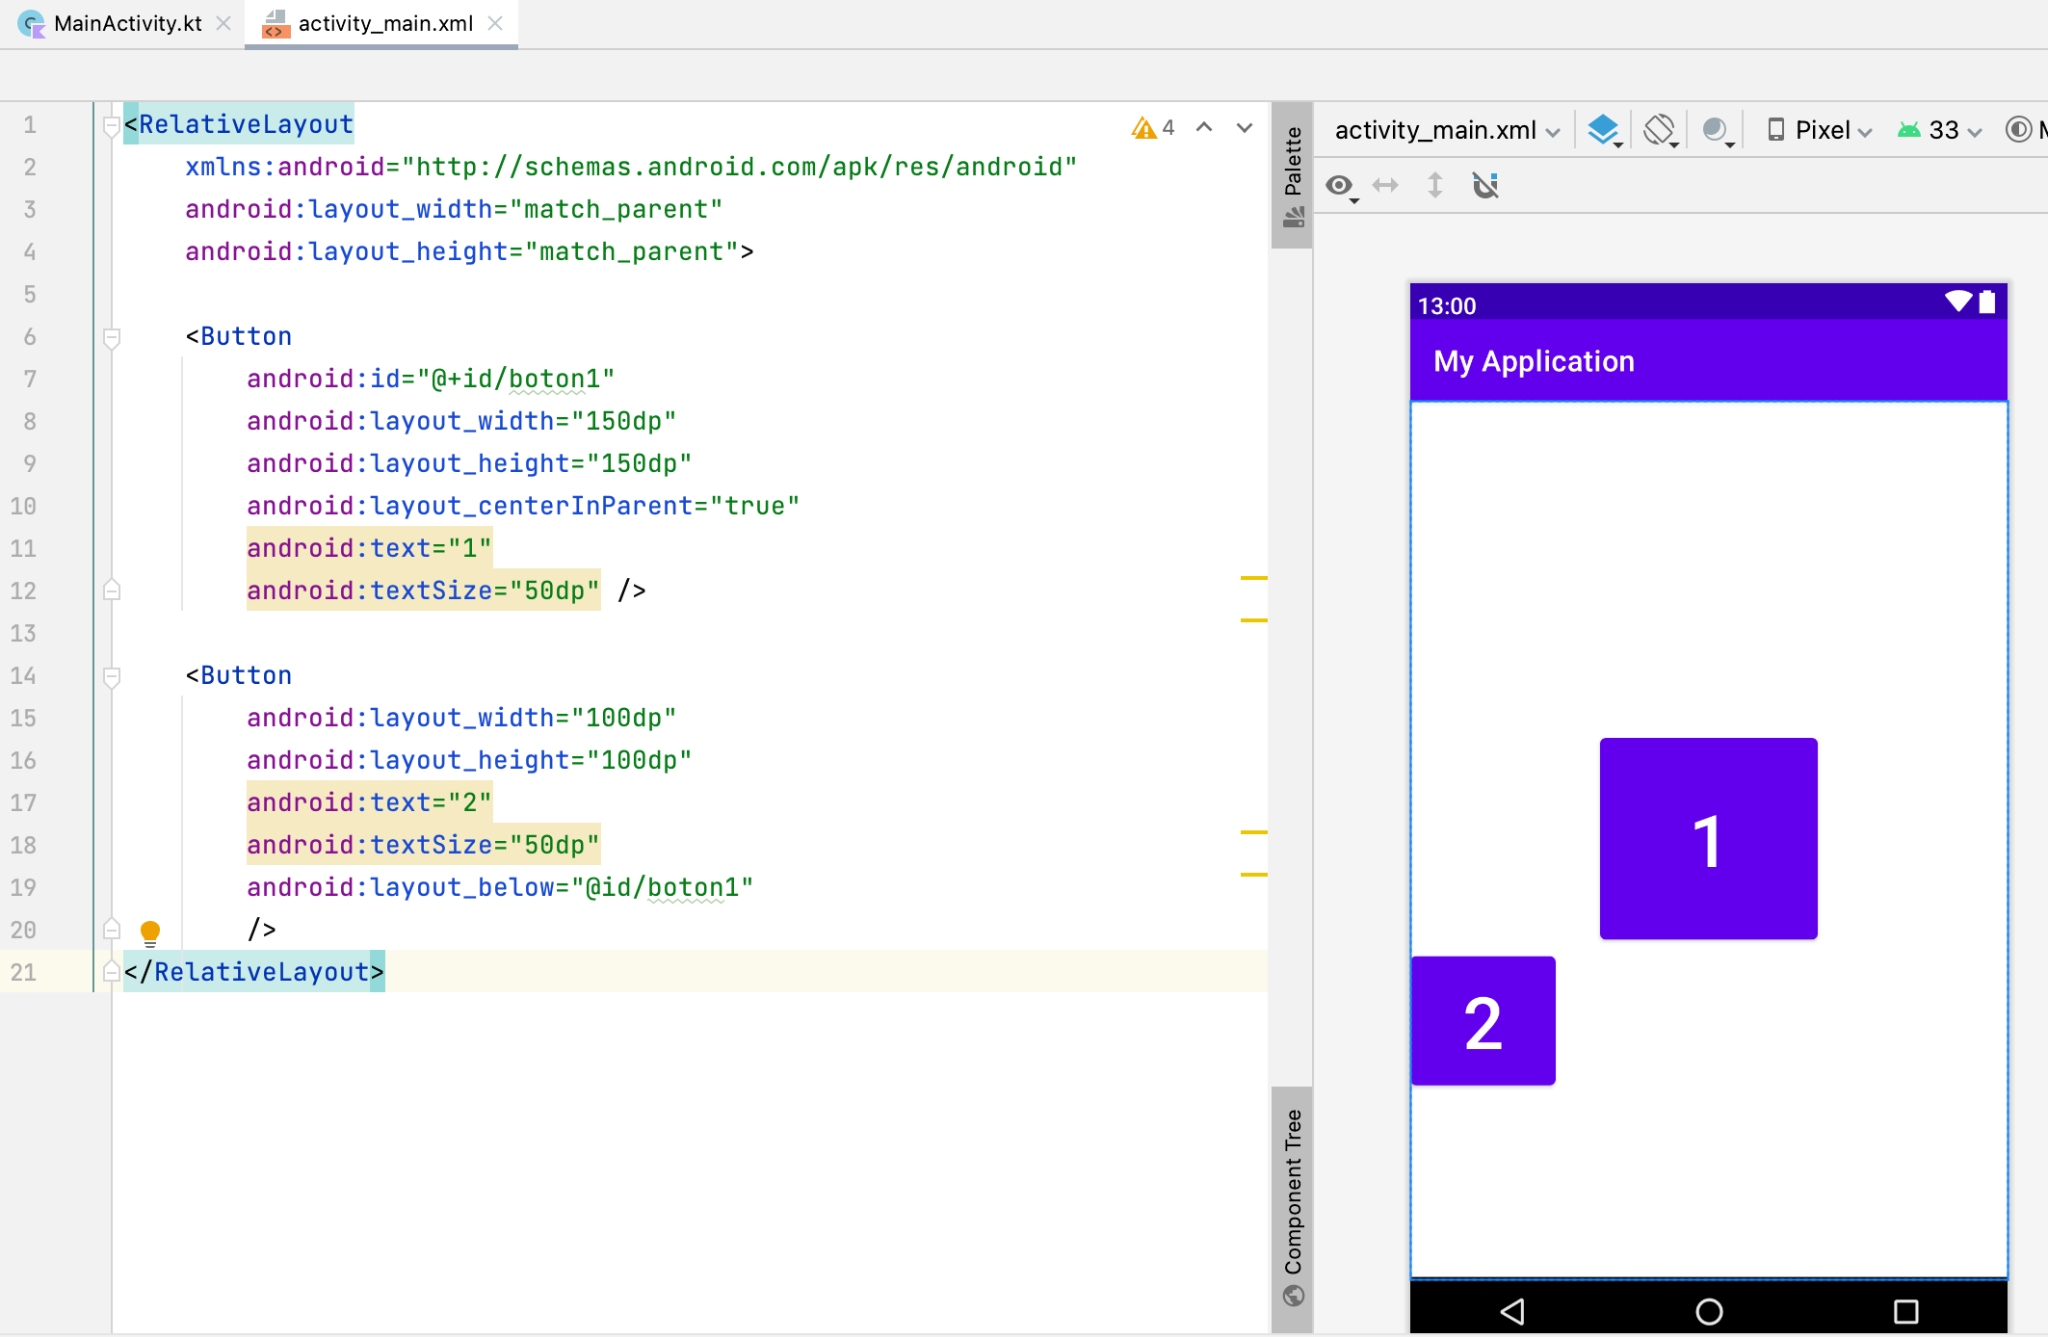 MainActivity.kt
activity_main.xml
1 <RelativeLayout
2 xmlns:android="http://schemas.android.com/apk/res/android"
3 android:layout_width="match_parent"
4 android:layout_height="match_parent">
5
6 <Button
7 android:id="@+id/boton1"
8 android:layout_width="150dp"
9 android:layout_height="150dp"
10 android:layout_centerInParent="true"
11 android:text="1"
12 android:textSize="50dp" />
13
14 <Button
15 android:layout_width="100dp"
16 android:layout_height="100dp"
17 android:text="2"
18 android:textSize="50dp"
19 android:layout_below="@id/boton1"
20 />
21 </RelativeLayout>
4
Palette
Component Tree
activity_main.xml
Pixel
33
13:00
My Application
1
2